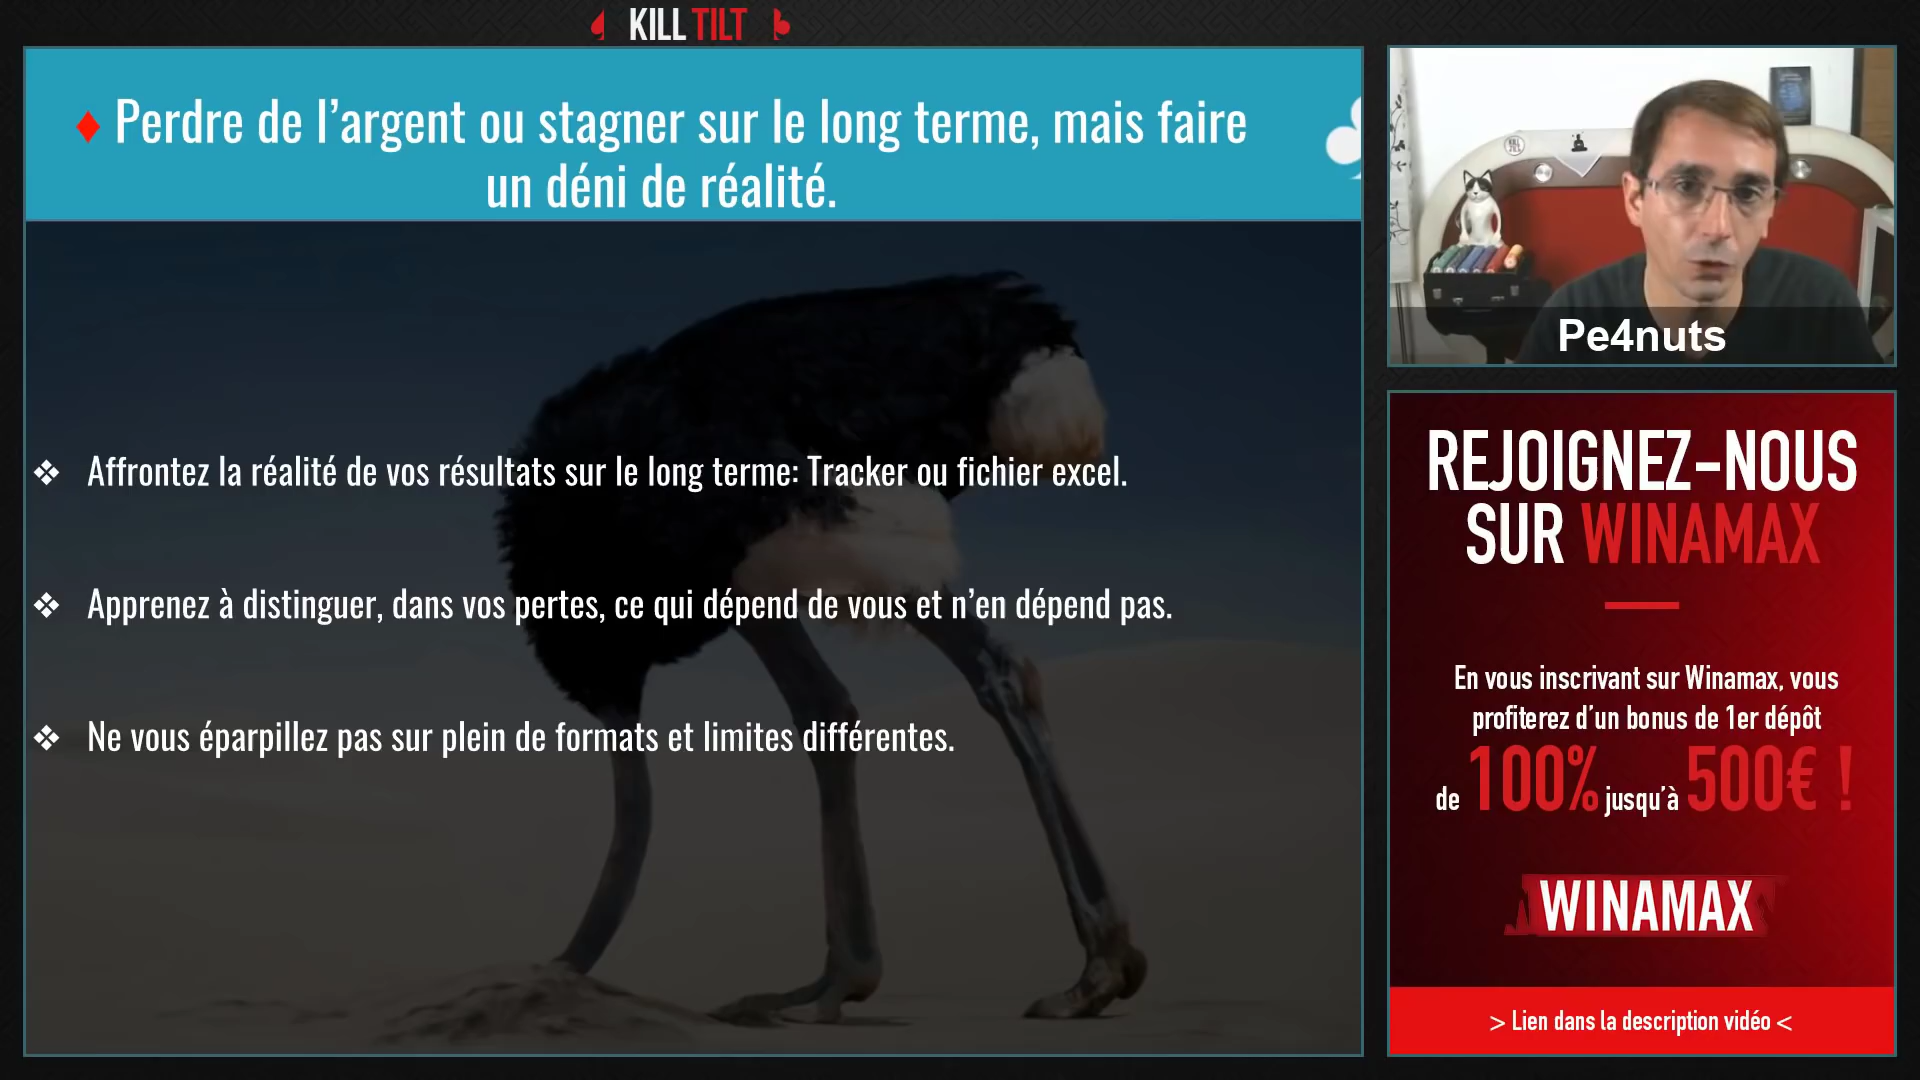 KILL TILT
Perdre de l’argent ou stagner sur le long terme, mais faire
un déni de réalité.
❖ Affrontez la réalité de vos résultats sur le long terme: Tracker ou fichier excel.
❖ Apprenez à distinguer, dans vos pertes, ce qui dépend de vous et n’en dépend pas.
❖ Ne vous éparpillez pas sur plein de formats et limites différentes.
Pe4nuts
REJOIGNEZ-NOUS
SUR WINAMAX
En vous inscrivant sur Winamax, vous
profiterez d’un bonus de 1er dépôt
de 100% jusqu’à 500€ !
WINAMAX
> Lien dans la description vidéo <